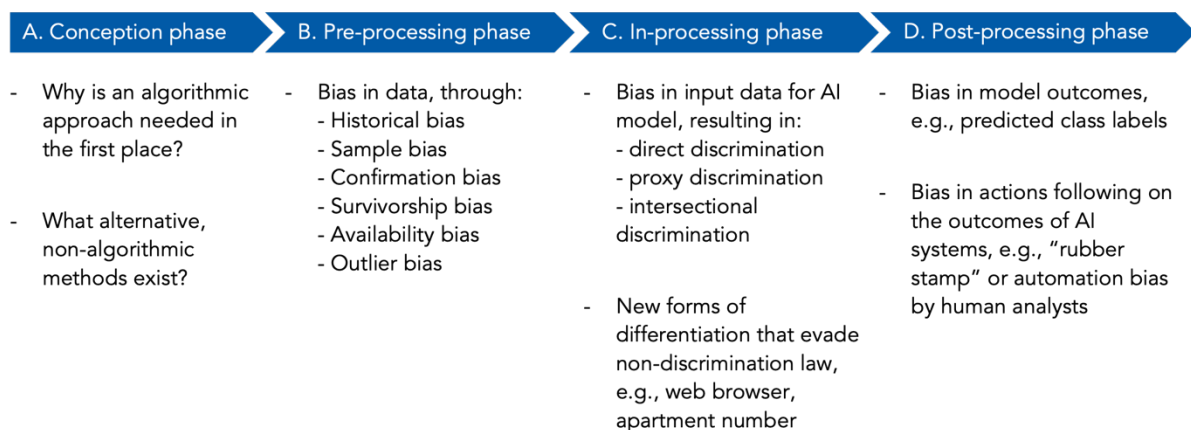 A. Conception phase
B. Pre-processing phase
C. In-processing phase
D. Post-processing phase
- Why is an algorithmic
approach needed in
the first place?
- What alternative,
non-algorithmic
methods exist?
- Bias in data, through:
- Historical bias
- Sample bias
- Confirmation bias
- Survivorship bias
- Availability bias
- Outlier bias
- Bias in input data for AI
model, resulting in:
- direct discrimination
- proxy discrimination
- intersectional
discrimination
- New forms of
differentiation that evade
non-discrimination law,
e.g., web browser,
apartment number
- Bias in model outcomes,
e.g., predicted class labels
- Bias in actions following on
the outcomes of AI
systems, e.g., “rubber
stamp” or automation bias
by human analysts